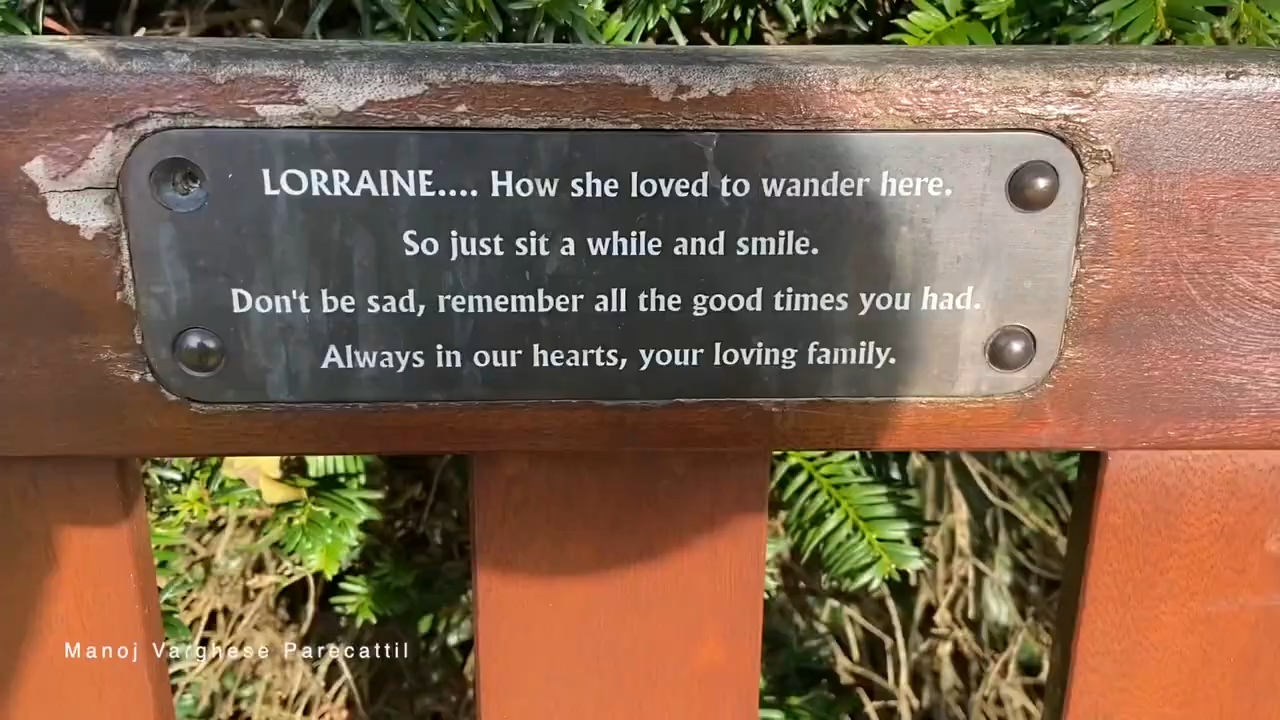 LORRAINE.... How she loved to wander here.
So just sit a while and smile.
Don't be sad, remember all the good times you had.
Always in our hearts, your loving family.
Manoj Varghese Parecattil